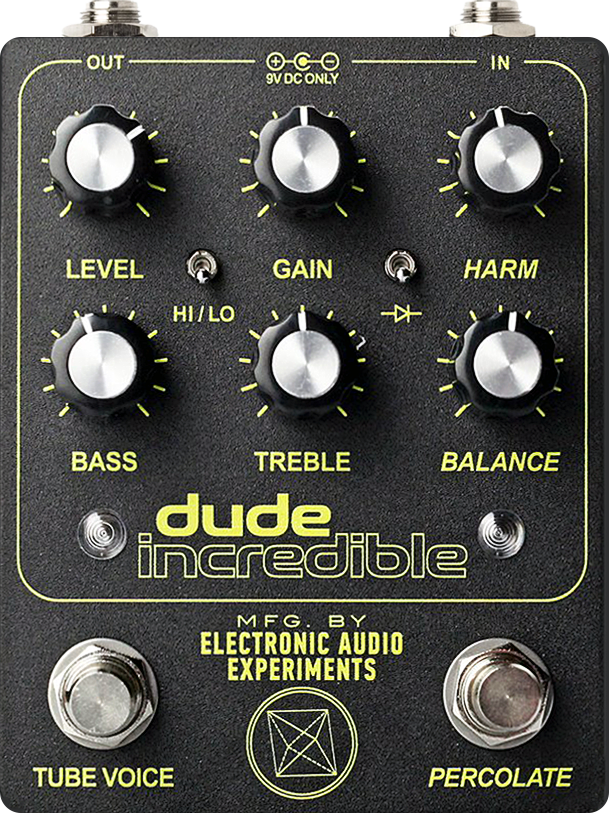 OUT
IN
9V DC ONLY
LEVEL
GAIN
HARM
HI / LO
BASS
TREBLE
BALANCE
dude
incredible
MFG. BY
ELECTRONIC AUDIO
EXPERIMENTS
TUBE VOICE
PERCOLATE